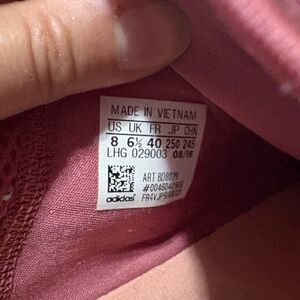 MADE IN VIETNAM
US UK FR JP CHN
8 6½ 40 250 245
LHG 029003 08/18
ART
adidas